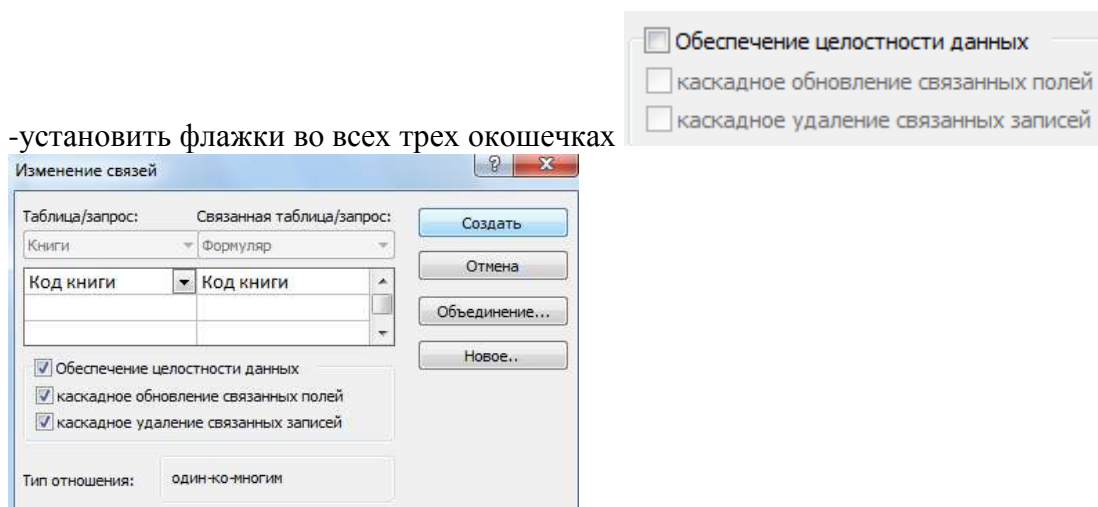 Обеспечение целостности данных
каскадное обновление связанных полей
каскадное удаление связанных записей
-установить флажки во всех трех окошечках
Изменение связей
Таблица/запрос: Связанная таблица/запрос:
Книги Формуляр
Код книги Код книги
Обеспечение целостности данных
каскадное обновление связанных полей
каскадное удаление связанных записей
Тип отношения: один-ко-многим
Создать
Отмена
Объединение...
Новое..